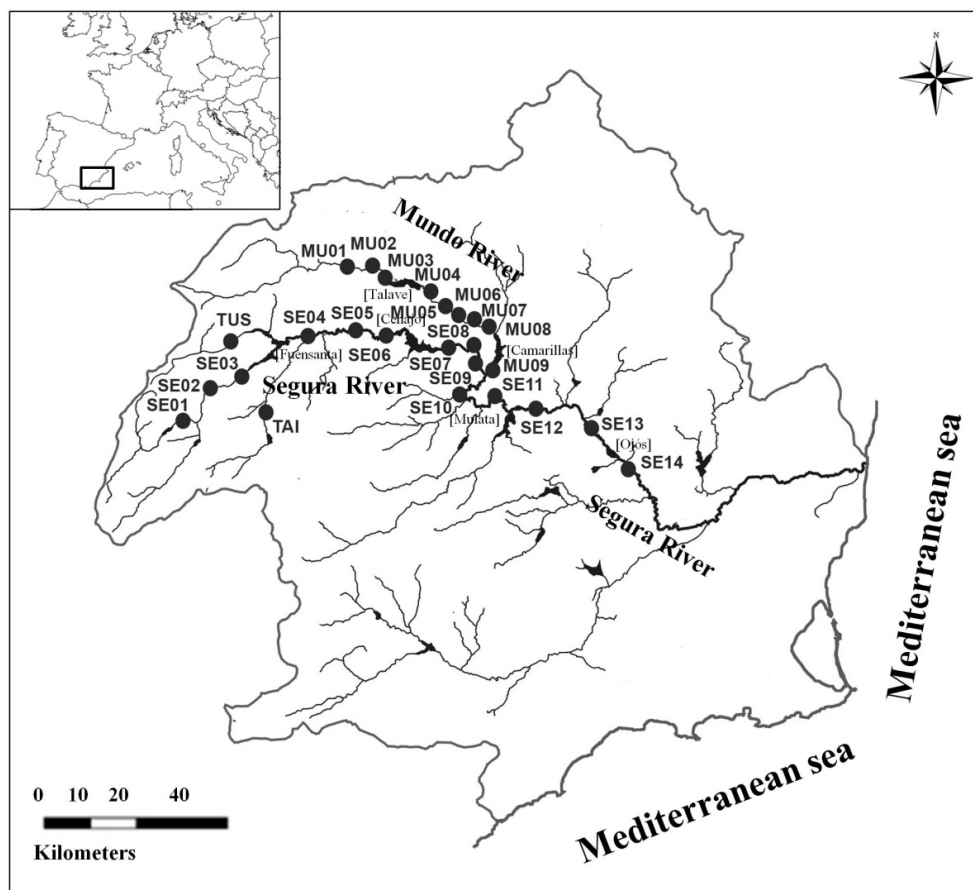 N
Mundo River
MU01
MU02
MU03
MU04
[Talave]
MU05
MU06
MU07
MU08
[Camarillas]
MU09
TUS
SE04
SE05
[Cenajo]
SE06
SE08
SE07
[Fuensanta]
SE03
SE02
SE01
Segura River
TAI
SE09
SE10
SE11
[Mulata]
SE12
SE13
[Ojós]
SE14
Segura River
Mediterranean sea
Mediterranean sea
0 10 20 40
Kilometers